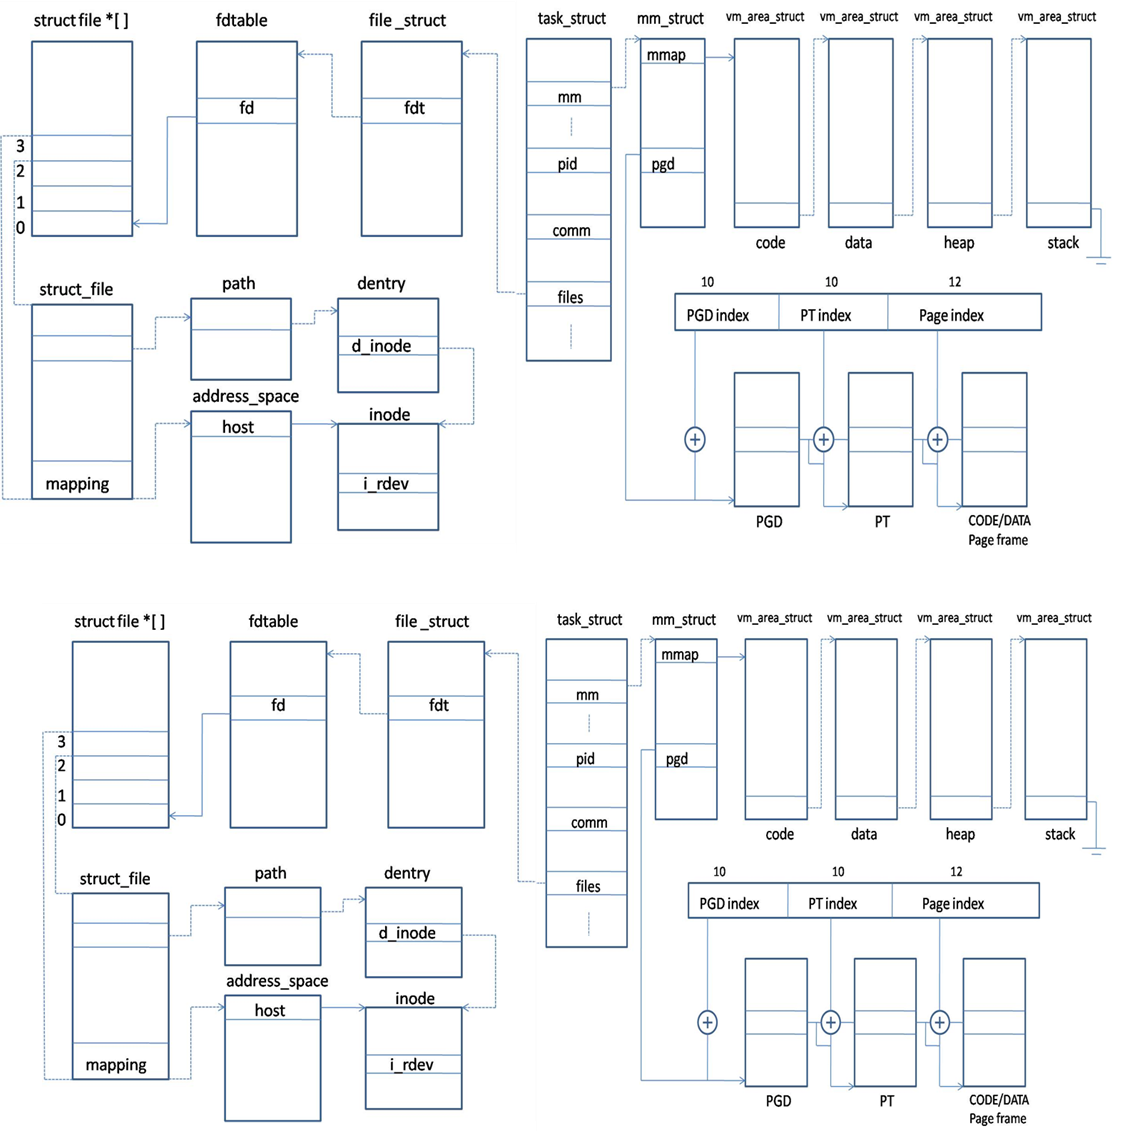 struct file *[ ] fdtable file _struct task_struct mm_struct vm_area_struct vm_area_struct vm_area_struct vm_area_struct
mmap
mm
fd fdt
3
2
pid pgd
1
0
comm
code data heap stack
struct_file path dentry
files
10 10 12
PGD index PT index Page index
d_inode
address_space
host inode
mapping i_rdev
PGD PT CODE/DATA
Page frame
struct file *[ ] fdtable file _struct task_struct mm_struct vm_area_struct vm_area_struct vm_area_struct vm_area_struct
mmap
mm
fd fdt
3
2
pid pgd
1
0
comm
code data heap stack
struct_file path dentry
files
10 10 12
PGD index PT index Page index
d_inode
address_space
host inode
mapping i_rdev
PGD PT CODE/DATA
Page frame